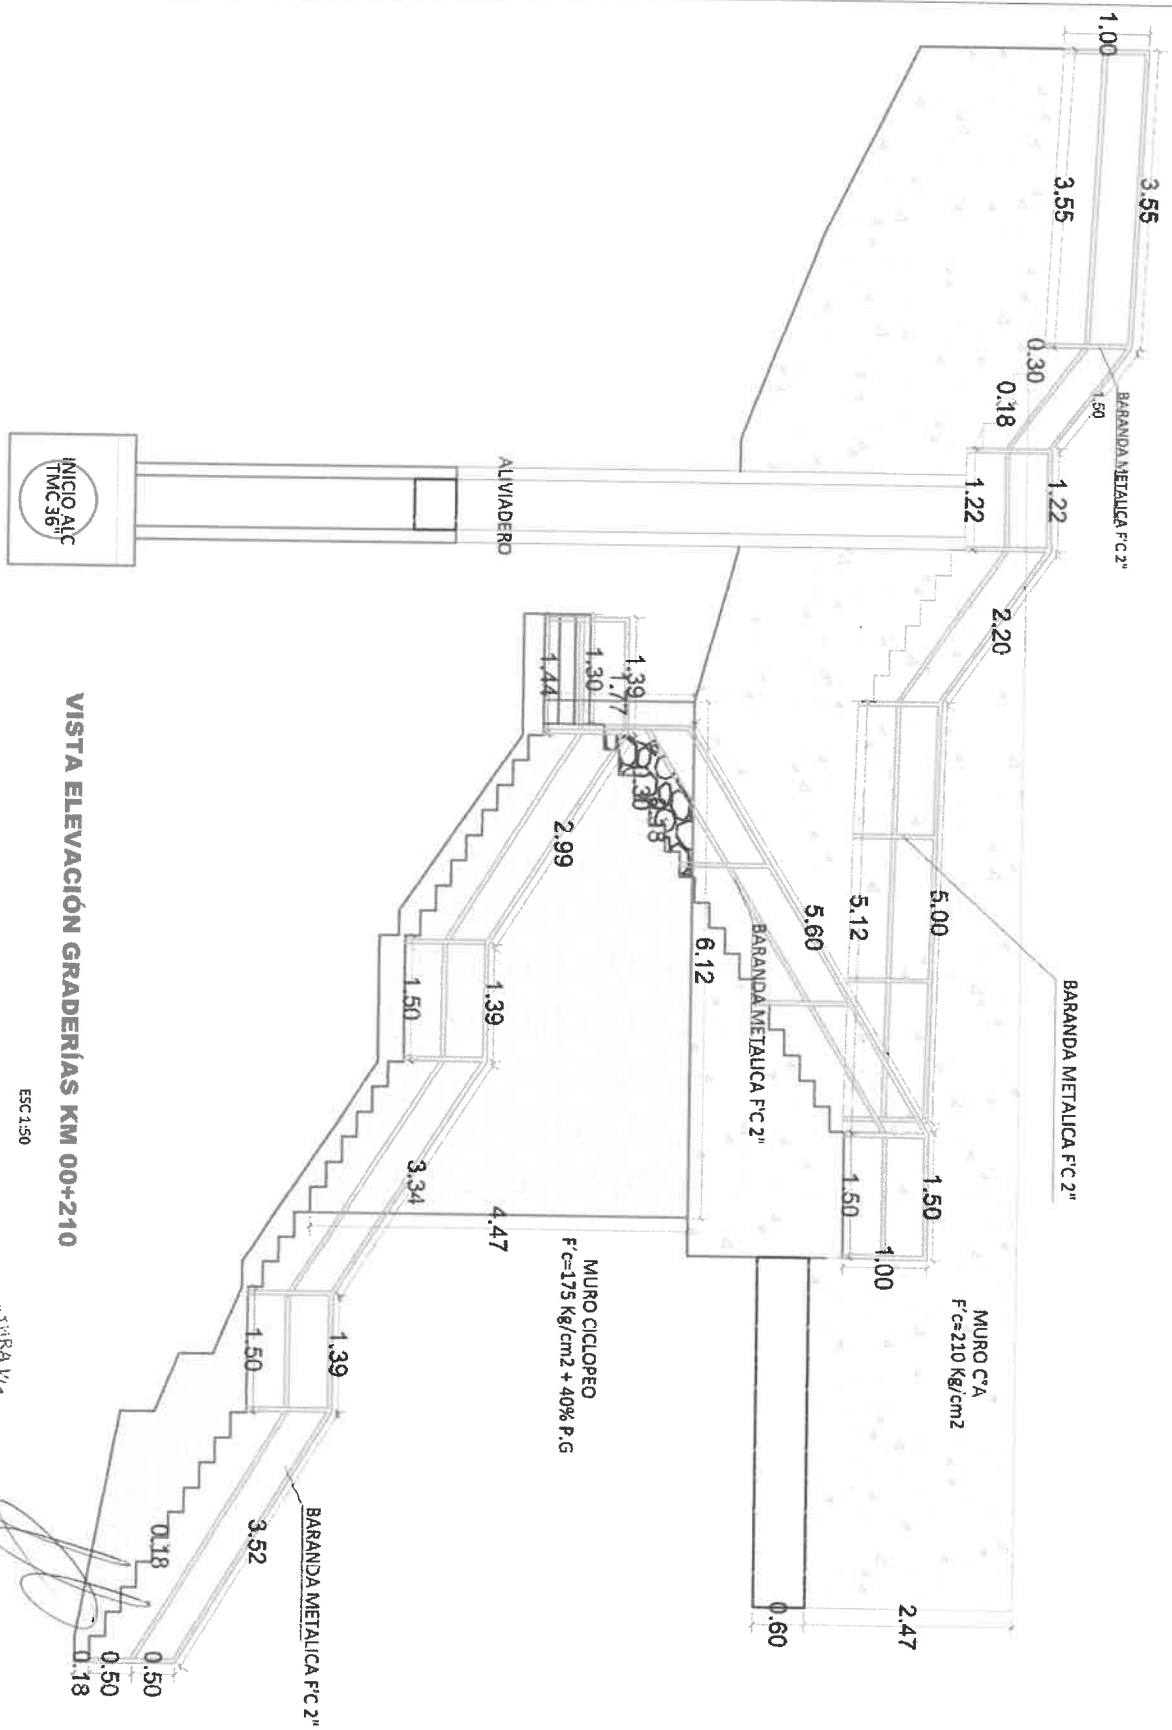 1.00
3.55
3.55
BARANDA METALICA F'C 2"
1.50
0.30
0.18
1.22
1.22
2.20
BARANDA METALICA F'C 2"
5.00
5.12
5.60
BARANDA METALICA F'C 2"
6.12
1.50
1.50
1.00
MURO C°A
F'c=210 Kg/cm2
2.47
0.60
ALIVIADERO
INICIO ALC
TMC 36"
1.39
1.77
1.30
1.44
0.30
0.18
2.99
1.39
1.50
3.34
4.47
MURO CICLOPEO
F'c=175 Kg/cm2 + 40% P.G
1.39
1.50
BARANDA METALICA F'C 2"
3.52
0.18
0.50
0.50
0.18
VISTA ELEVACIÓN GRADERÍAS KM 00+210
ESC 1:50